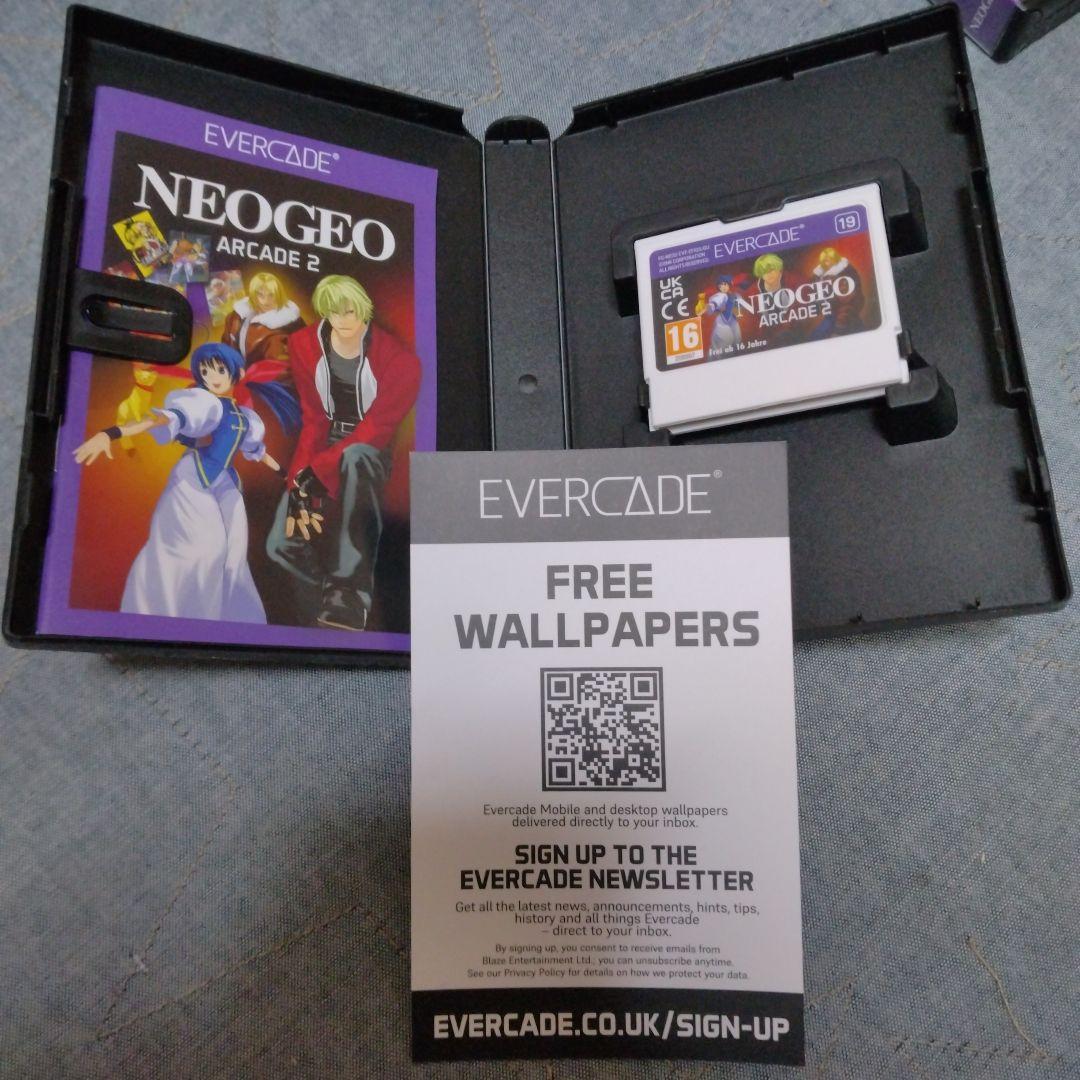 EVERCADE®
NEOGEO
ARCADE 2
EVERCADE®
19
ALL RIGHTS RESERVED.
UK
CA
CE
NEOGEO
ARCADE 2
16
Frei ab 16 Jahre
NEOGEO
EVERCADE®
FREE
WALLPAPERS
Evercade Mobile and desktop wallpapers
delivered directly to your inbox.
SIGN UP TO THE
EVERCADE NEWSLETTER
Get all the latest news, announcements, hints, tips,
history and all things Evercade
– direct to your inbox.
By signing up, you consent to receive emails from
Blaze Entertainment Ltd.; you can unsubscribe anytime.
See our Privacy Policy for details on how we protect your data.
EVERCADE.CO.UK/SIGN-UP